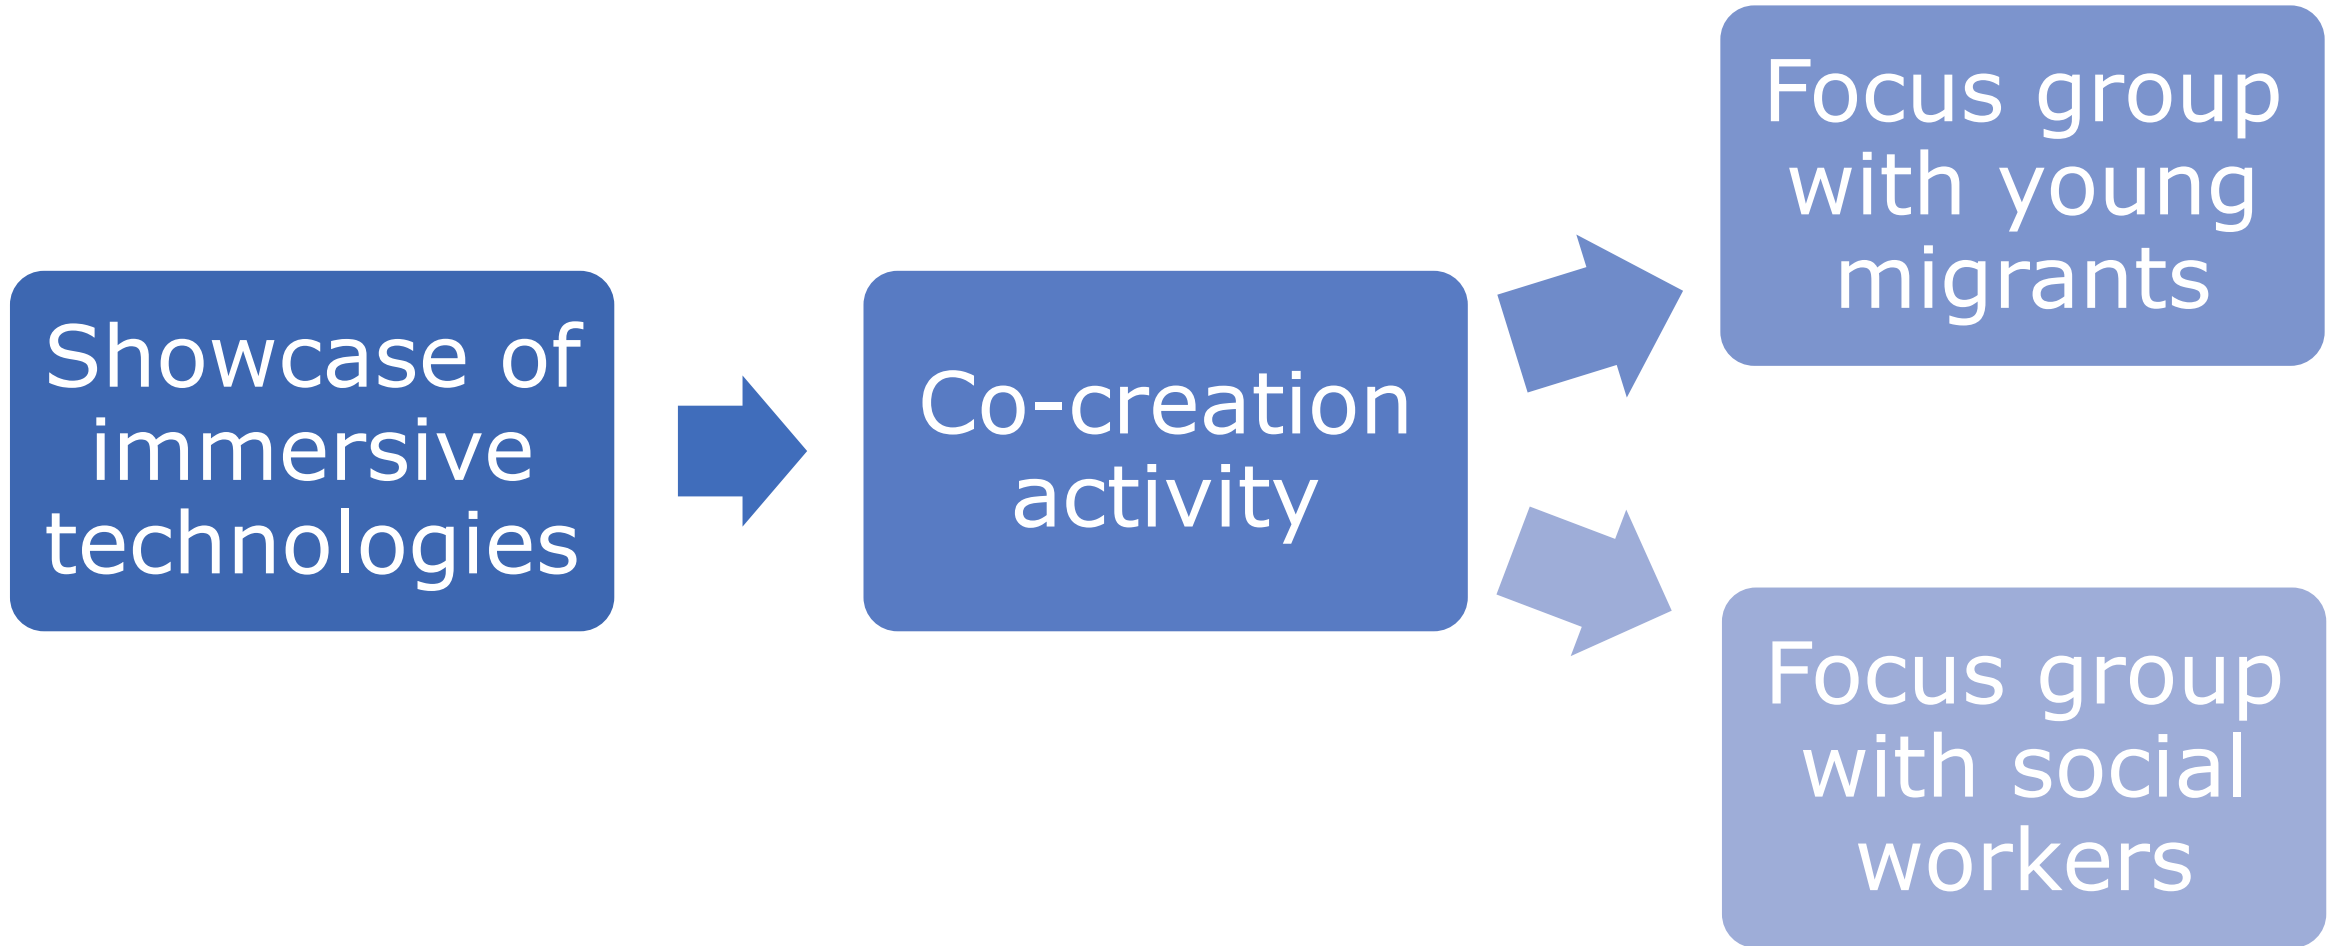 Showcase of
immersive
technologies
Co-creation
activity
Focus group
with young
migrants
Focus group
with social
workers